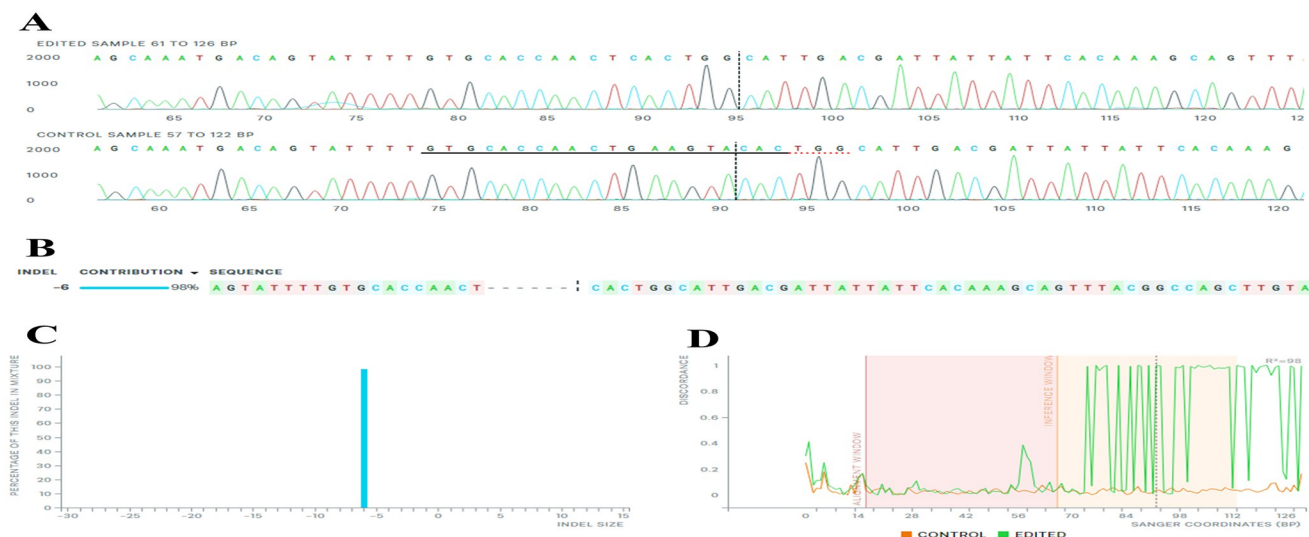 A
EDITED SAMPLE 61 TO 126 BP
2000 A G C A A A T G A C A G T A T T T T G T G C A C C A A C T C A C T G G C A T T G A C G A T T A T T A T T C A C A A A G C A G T T T
1000
0
65 70 75 80 85 90 95 100 105 110 115 120 12
CONTROL SAMPLE 57 TO 122 BP
2000 A G C A A A T G A C A G T A T T T T G T G C A C C A A C T G A A G T A C A C T G G C A T T G A C G A T T A T T A T T C A C A A A G
1000
0
60 65 70 75 80 85 90 95 100 105 110 115 120
B
INDEL CONTRIBUTION SEQUENCE
-6 98% A G T A T T T T G T G C A C C A A C T - - - - - - C A C T G G C A T T G A C G A T T A T T A T T C A C A A A G C A G T T T A C G G C C A G C T T G T A
C
PERCENTAGE OF THIS INDEL IN MIXTURE
100
90
80
70
60
50
40
30
20
10
0
-30 -25 -20 -15 -10 -5 0 5 10 15
INDEL SIZE
D
DISCORDANCE
1
0.8
0.6
0.4
0.2
0
ALIGNMENT WINDOW
INFERENCE WINDOW
R²=98
0 14 28 42 56 70 84 98 112 126
SANGER COORDINATES (BP)
CONTROL EDITED